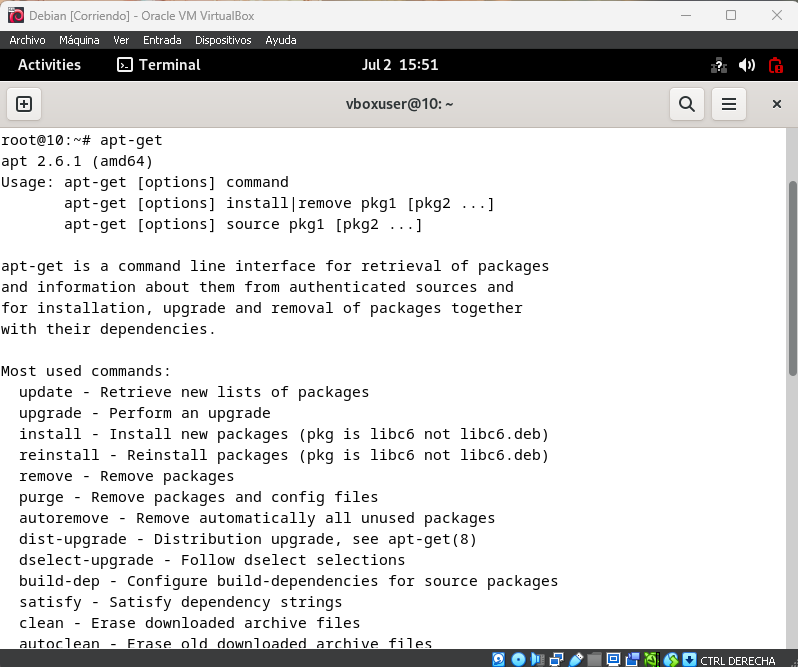 Debian [Corriendo] - Oracle VM VirtualBox
Archivo Máquina Ver Entrada Dispositivos Ayuda
Activities Terminal Jul 2 15:51
vboxuser@10: ~
root@10:~# apt-get
apt 2.6.1 (amd64)
Usage: apt-get [options] command
       apt-get [options] install|remove pkg1 [pkg2 ...]
       apt-get [options] source pkg1 [pkg2 ...]

apt-get is a command line interface for retrieval of packages
and information about them from authenticated sources and
for installation, upgrade and removal of packages together
with their dependencies.

Most used commands:
  update - Retrieve new lists of packages
  upgrade - Perform an upgrade
  install - Install new packages (pkg is libc6 not libc6.deb)
  reinstall - Reinstall packages (pkg is libc6 not libc6.deb)
  remove - Remove packages
  purge - Remove packages and config files
  autoremove - Remove automatically all unused packages
  dist-upgrade - Distribution upgrade, see apt-get(8)
  dselect-upgrade - Follow dselect selections
  build-dep - Configure build-dependencies for source packages
  satisfy - Satisfy dependency strings
  clean - Erase downloaded archive files
  autoclean - Erase old downloaded archive files
CTRL DERECHA